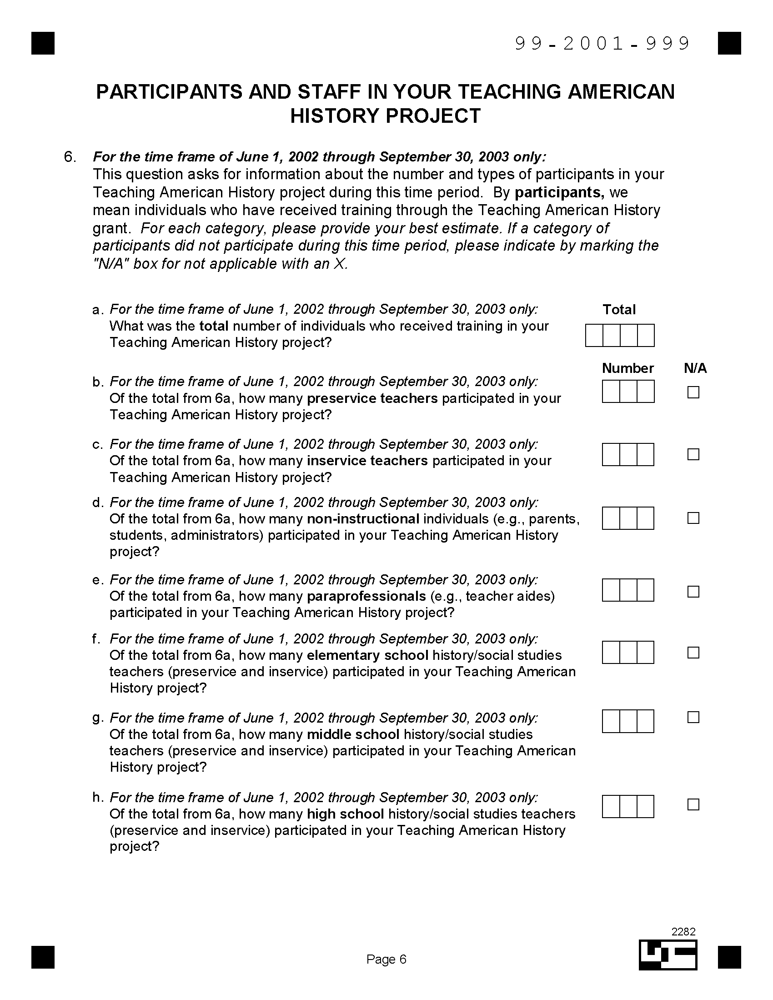 99-2001-999
PARTICIPANTS AND STAFF IN YOUR TEACHING AMERICAN
HISTORY PROJECT
6. For the time frame of June 1, 2002 through September 30, 2003 only:
This question asks for information about the number and types of participants in your
Teaching American History project during this time period. By participants, we
mean individuals who have received training through the Teaching American History
grant. For each category, please provide your best estimate. If a category of
participants did not participate during this time period, please indicate by marking the
"N/A" box for not applicable with an X.
a. For the time frame of June 1, 2002 through September 30, 2003 only: Total
What was the total number of individuals who received training in your
Teaching American History project?
Number N/A
b. For the time frame of June 1, 2002 through September 30, 2003 only:
Of the total from 6a, how many preservice teachers participated in your
Teaching American History project?
c. For the time frame of June 1, 2002 through September 30, 2003 only:
Of the total from 6a, how many inservice teachers participated in your
Teaching American History project?
d. For the time frame of June 1, 2002 through September 30, 2003 only:
Of the total from 6a, how many non-instructional individuals (e.g., parents,
students, administrators) participated in your Teaching American History
project?
e. For the time frame of June 1, 2002 through September 30, 2003 only:
Of the total from 6a, how many paraprofessionals (e.g., teacher aides)
participated in your Teaching American History project?
f. For the time frame of June 1, 2002 through September 30, 2003 only:
Of the total from 6a, how many elementary school history/social studies
teachers (preservice and inservice) participated in your Teaching American
History project?
g. For the time frame of June 1, 2002 through September 30, 2003 only:
Of the total from 6a, how many middle school history/social studies
teachers (preservice and inservice) participated in your Teaching American
History project?
h. For the time frame of June 1, 2002 through September 30, 2003 only:
Of the total from 6a, how many high school history/social studies teachers
(preservice and inservice) participated in your Teaching American History
project?
2282
Page 6